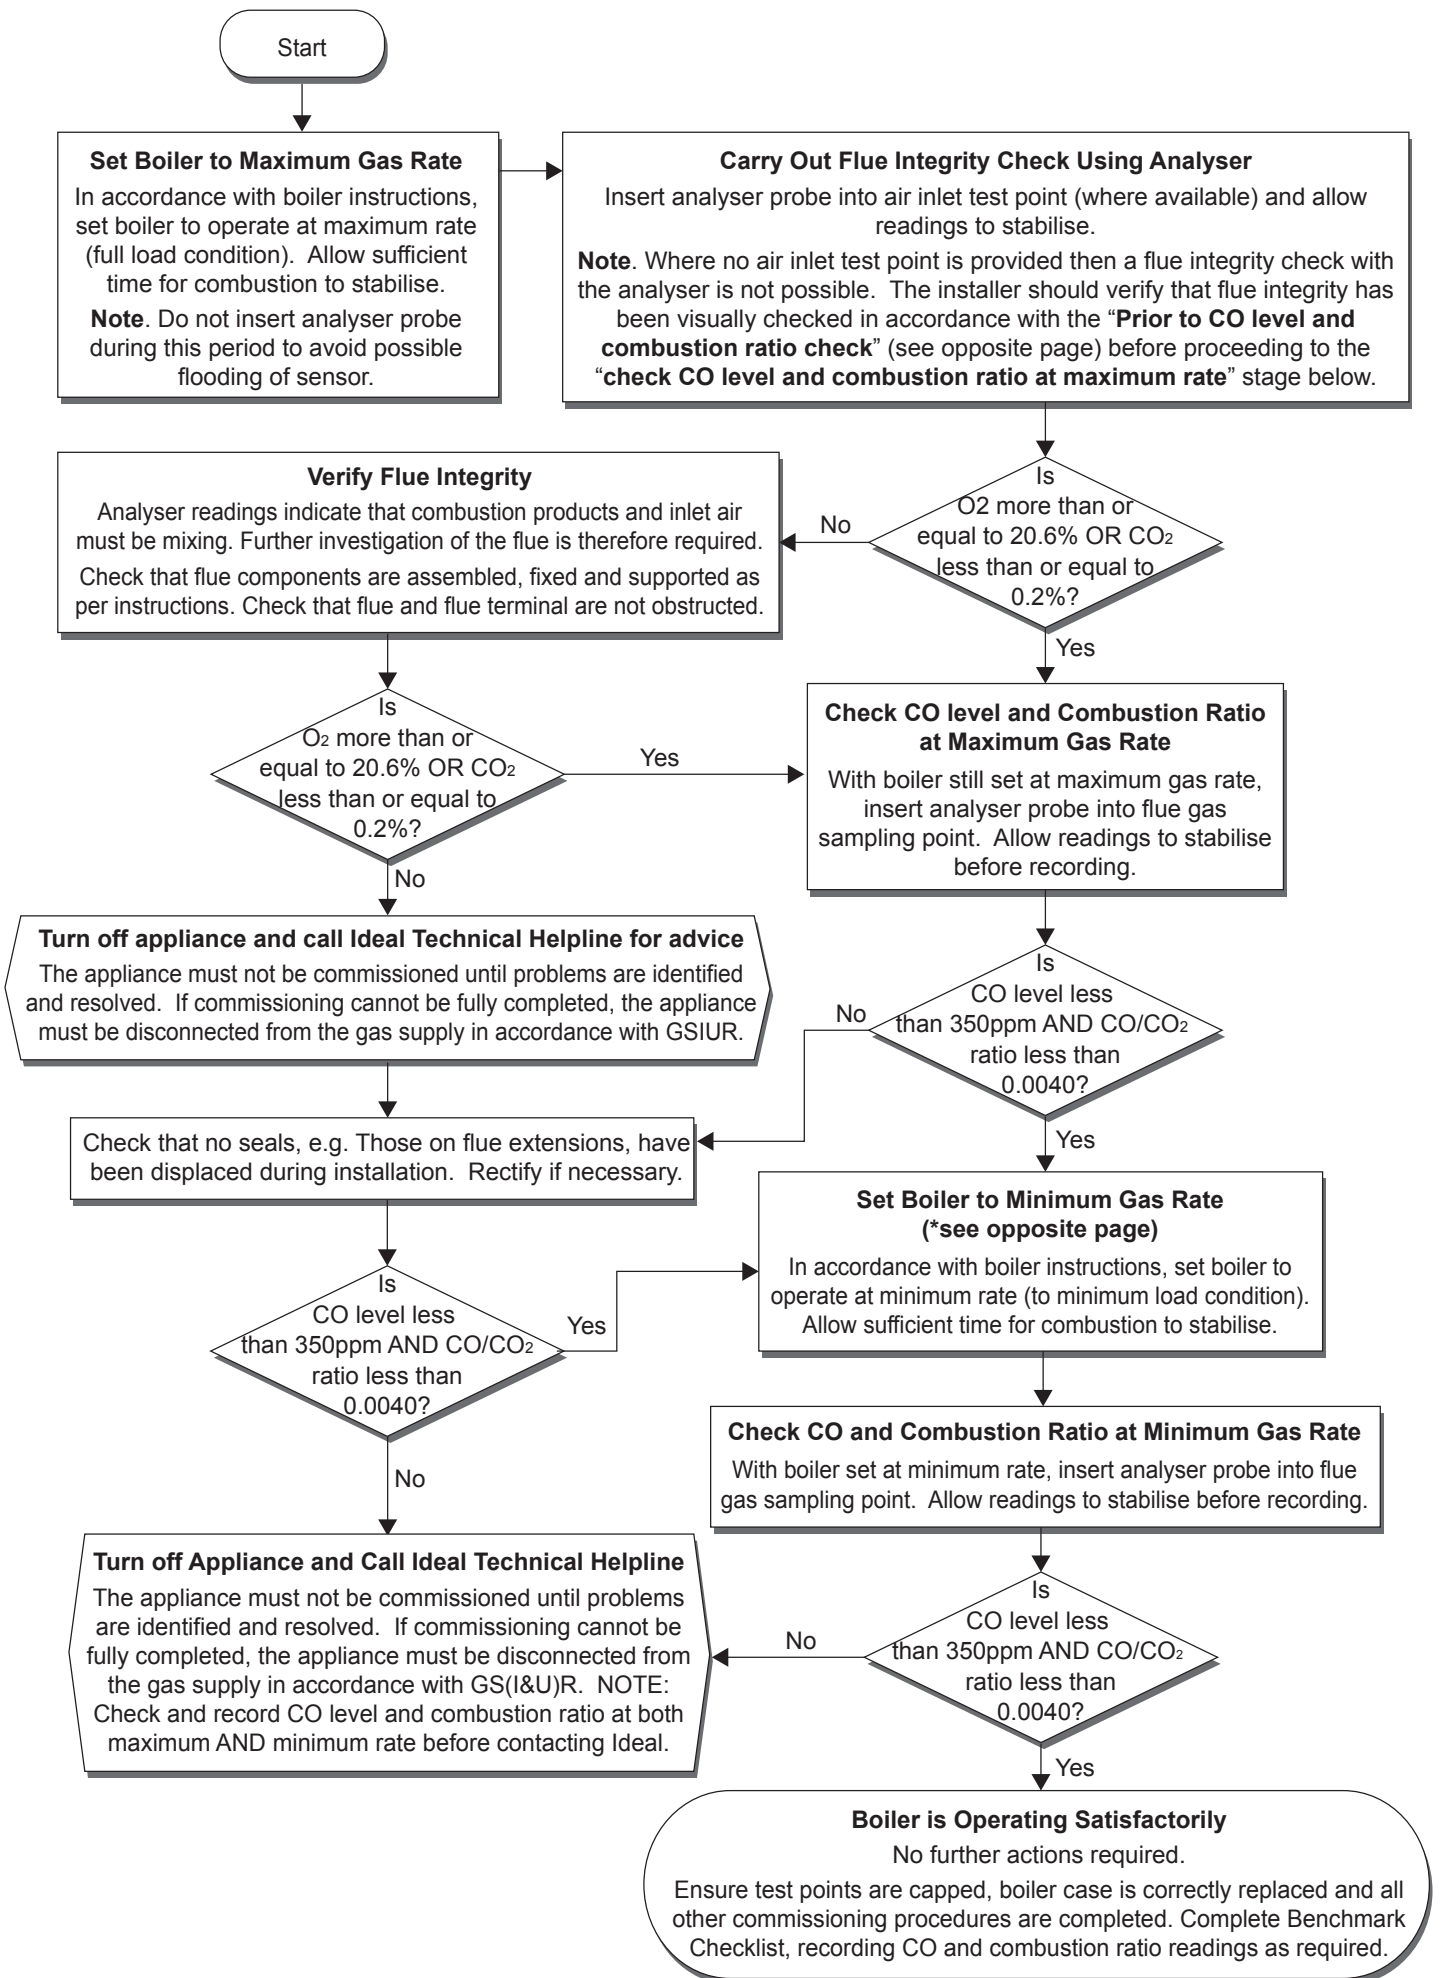 Start
Set Boiler to Maximum Gas Rate
In accordance with boiler instructions,
set boiler to operate at maximum rate
(full load condition).  Allow sufficient
time for combustion to stabilise.
Note. Do not insert analyser probe
during this period to avoid possible
flooding of sensor.
Carry Out Flue Integrity Check Using Analyser
Insert analyser probe into air inlet test point (where available) and allow
readings to stabilise.
Note. Where no air inlet test point is provided then a flue integrity check with
the analyser is not possible.  The installer should verify that flue integrity has
been visually checked in accordance with the “Prior to CO level and
combustion ratio check” (see opposite page) before proceeding to the
“check CO level and combustion ratio at maximum rate” stage below.
Is
O2 more than or
equal to 20.6% OR CO2
less than or equal to
0.2%?
No
Yes
Verify Flue Integrity
Analyser readings indicate that combustion products and inlet air
must be mixing. Further investigation of the flue is therefore required.
Check that flue components are assembled, fixed and supported as
per instructions. Check that flue and flue terminal are not obstructed.
Is
O2 more than or
equal to 20.6% OR CO2
less than or equal to
0.2%?
Yes
No
Check CO level and Combustion Ratio
at Maximum Gas Rate
With boiler still set at maximum gas rate,
insert analyser probe into flue gas
sampling point.  Allow readings to stabilise
before recording.
Turn off appliance and call Ideal Technical Helpline for advice
The appliance must not be commissioned until problems are identified
and resolved.  If commissioning cannot be fully completed, the appliance
must be disconnected from the gas supply in accordance with GSIUR.
Is
CO level less
than 350ppm AND CO/CO2
ratio less than
0.0040?
No
Yes
Check that no seals, e.g. Those on flue extensions, have
been displaced during installation.  Rectify if necessary.
Set Boiler to Minimum Gas Rate
(*see opposite page)
In accordance with boiler instructions, set boiler to
operate at minimum rate (to minimum load condition).
Allow sufficient time for combustion to stabilise.
Is
CO level less
than 350ppm AND CO/CO2
ratio less than
0.0040?
Yes
No
Check CO and Combustion Ratio at Minimum Gas Rate
With boiler set at minimum rate, insert analyser probe into flue
gas sampling point.  Allow readings to stabilise before recording.
Turn off Appliance and Call Ideal Technical Helpline
The appliance must not be commissioned until problems
are identified and resolved.  If commissioning cannot be
fully completed, the appliance must be disconnected from
the gas supply in accordance with GS(I&U)R.  NOTE:
Check and record CO level and combustion ratio at both
maximum AND minimum rate before contacting Ideal.
Is
CO level less
than 350ppm AND CO/CO2
ratio less than
0.0040?
No
Yes
Boiler is Operating Satisfactorily
No further actions required.
Ensure test points are capped, boiler case is correctly replaced and all
other commissioning procedures are completed. Complete Benchmark
Checklist, recording CO and combustion ratio readings as required.